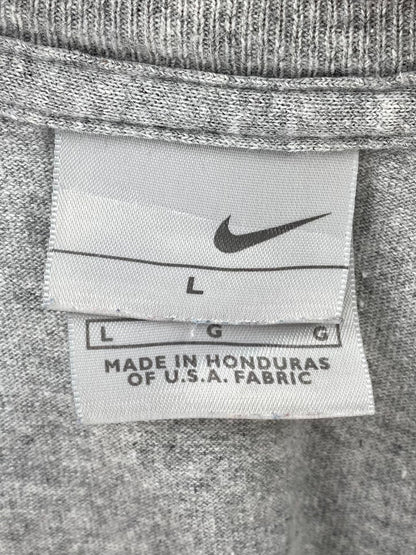 L
L G G
MADE IN HONDURAS
OF U.S.A. FABRIC